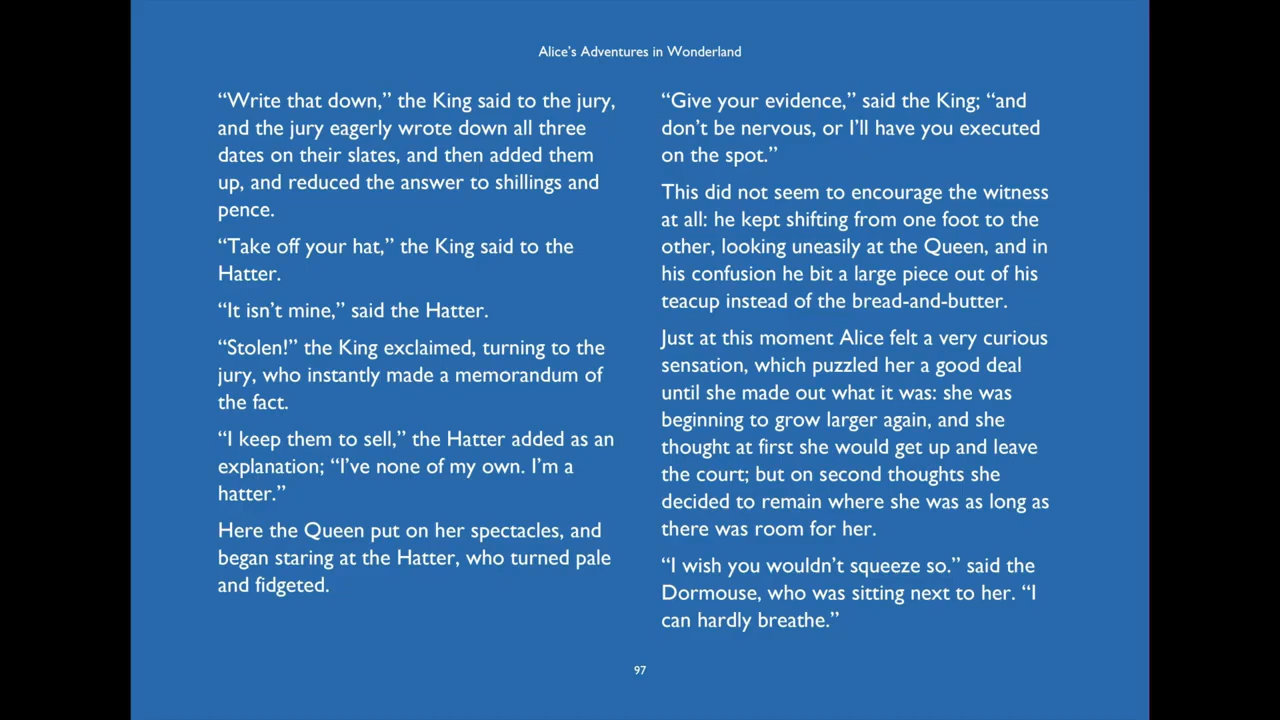 Alice’s Adventures in Wonderland
“Write that down,” the King said to the jury,
and the jury eagerly wrote down all three
dates on their slates, and then added them
up, and reduced the answer to shillings and
pence.
“Take off your hat,” the King said to the
Hatter.
“It isn’t mine,” said the Hatter.
“Stolen!” the King exclaimed, turning to the
jury, who instantly made a memorandum of
the fact.
“I keep them to sell,” the Hatter added as an
explanation; “I’ve none of my own. I’m a
hatter.”
Here the Queen put on her spectacles, and
began staring at the Hatter, who turned pale
and fidgeted.
“Give your evidence,” said the King; “and
don’t be nervous, or I’ll have you executed
on the spot.”
This did not seem to encourage the witness
at all: he kept shifting from one foot to the
other, looking uneasily at the Queen, and in
his confusion he bit a large piece out of his
teacup instead of the bread-and-butter.
Just at this moment Alice felt a very curious
sensation, which puzzled her a good deal
until she made out what it was: she was
beginning to grow larger again, and she
thought at first she would get up and leave
the court; but on second thoughts she
decided to remain where she was as long as
there was room for her.
“I wish you wouldn’t squeeze so.” said the
Dormouse, who was sitting next to her. “I
can hardly breathe.”
97